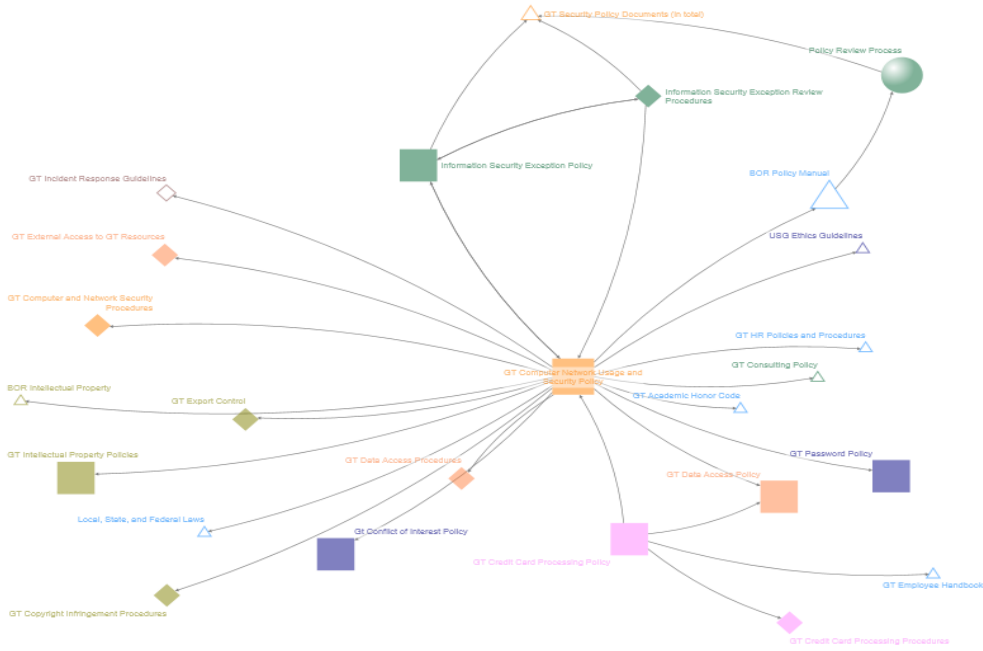 GT Security Policy Documents (in total)
Policy Review Process
Information Security Exception Review
Procedures
Information Security Exception Policy
BOR Policy Manual
GT Incident Response Guidelines
USG Ethics Guidelines
GT External Access to GT Resources
GT Computer and Network Security
Procedures
GT HR Policies and Procedures
GT Consulting Policy
GT Computer Network Usage and
Security Policy
BOR Intellectual Property
GT Export Control
GT Academic Honor Code
GT Intellectual Property Policies
GT Data Access Procedures
GT Password Policy
GT Data Access Policy
Local, State, and Federal Laws
Gt Conflict of Interest Policy
GT Credit Card Processing Policy
GT Employee Handbook
GT Copyright Infringement Procedures
GT Credit Card Processing Procedures